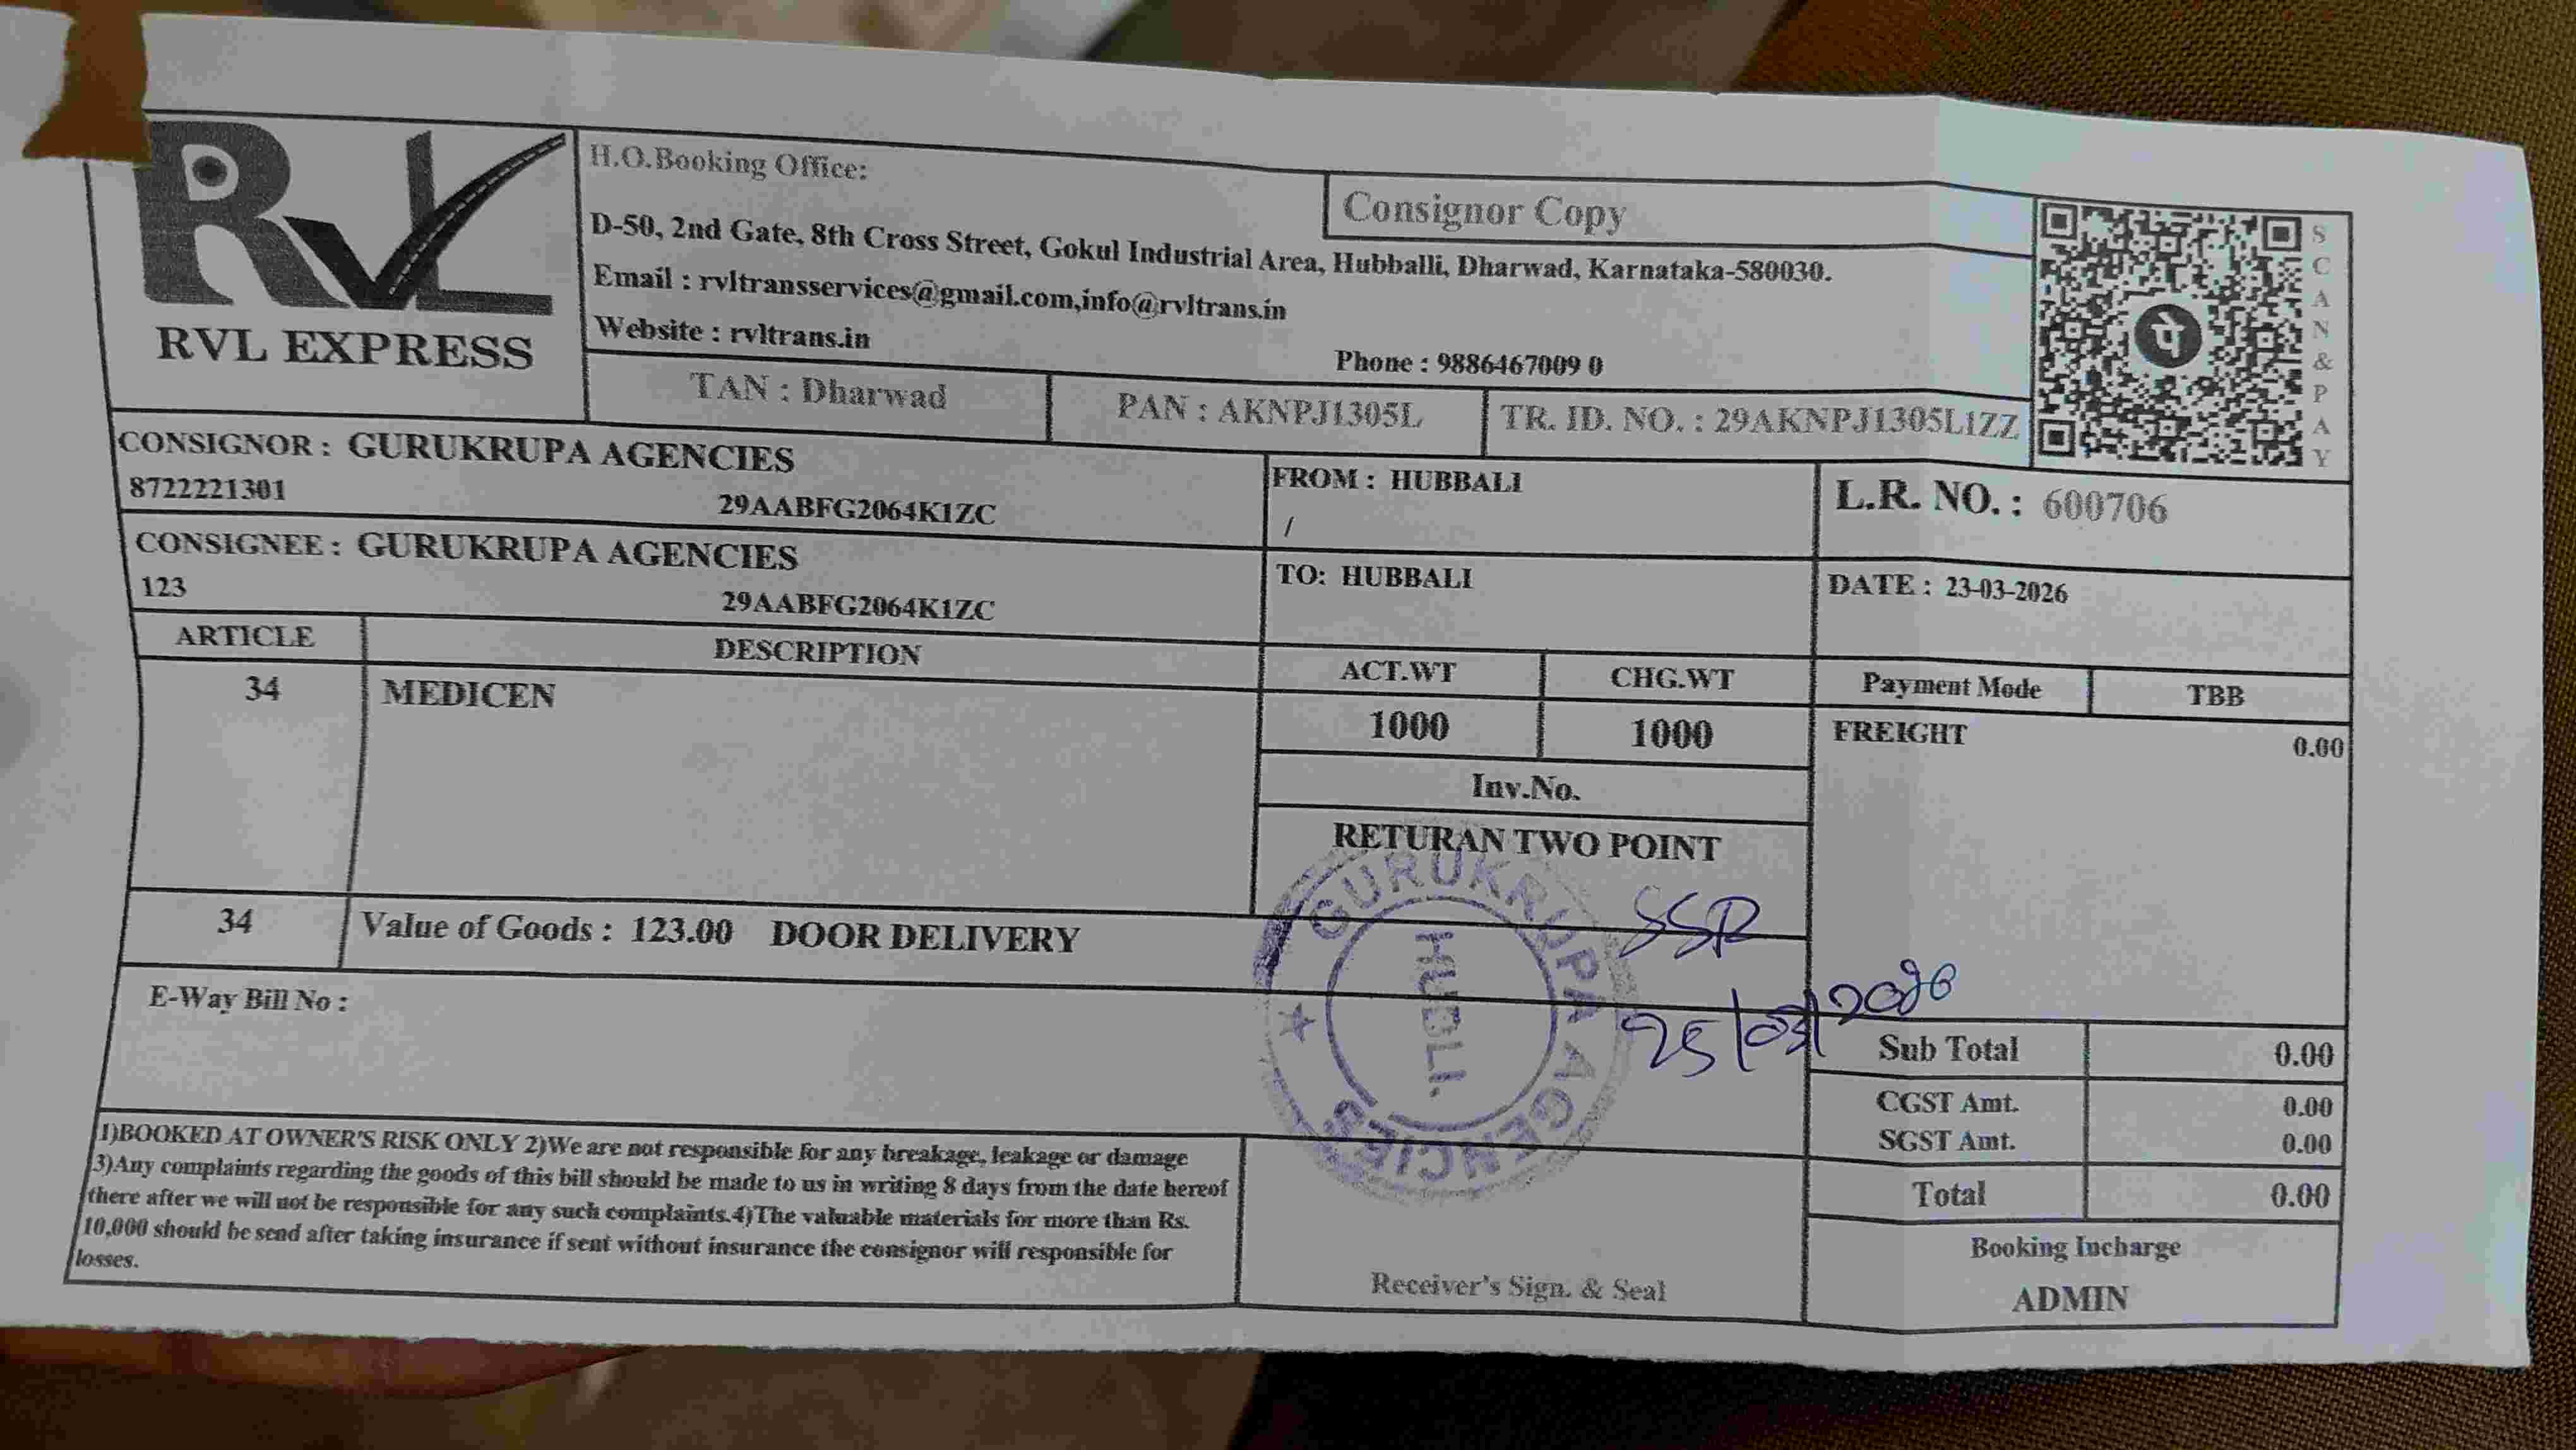 RVL EXPRESS
H.O.Booking Office:
Consignor Copy
D-50, 2nd Gate, 8th Cross Street, Gokul Industrial Area, Hubballi, Dharwad, Karnataka-580030.
Email : rvltransservices@gmail.com,info@rvltrans.in
Website : rvltrans.in
Phone : 9886467009 0
पे
SCAN & PAY
TAN : Dharwad
PAN : AKNPJ1305L
TR. ID. NO. : 29AKNPJ1305L1ZZ
CONSIGNOR : GURUKRUPA AGENCIES
8722221301 29AABFG2064K1ZC
FROM : HUBBALI
/
L.R. NO. : 600706
CONSIGNEE : GURUKRUPA AGENCIES
123 29AABFG2064K1ZC
TO: HUBBALI
DATE : 23-03-2026
ARTICLE DESCRIPTION ACT.WT CHG.WT Payment Mode TBB
34 MEDICEN 1000 1000 FREIGHT 0.00
Inv.No.
RETURAN TWO POINT
34 Value of Goods : 123.00 DOOR DELIVERY
SSR
25/03/2026
GURUKRUPA AGENCIES
HUBLI.
E-Way Bill No :
Sub Total 0.00
CGST Amt. 0.00
SGST Amt. 0.00
Total 0.00
1)BOOKED AT OWNER'S RISK ONLY 2)We are not responsible for any breakage, leakage or damage
3)Any complaints regarding the goods of this bill should be made to us in writing 8 days from the date hereof
there after we will not be responsible for any such complaints.4)The valuable materials for more than Rs.
10,000 should be send after taking insurance if sent without insurance the consignor will responsible for
losses.
Receiver's Sign. & Seal
Booking Incharge
ADMIN